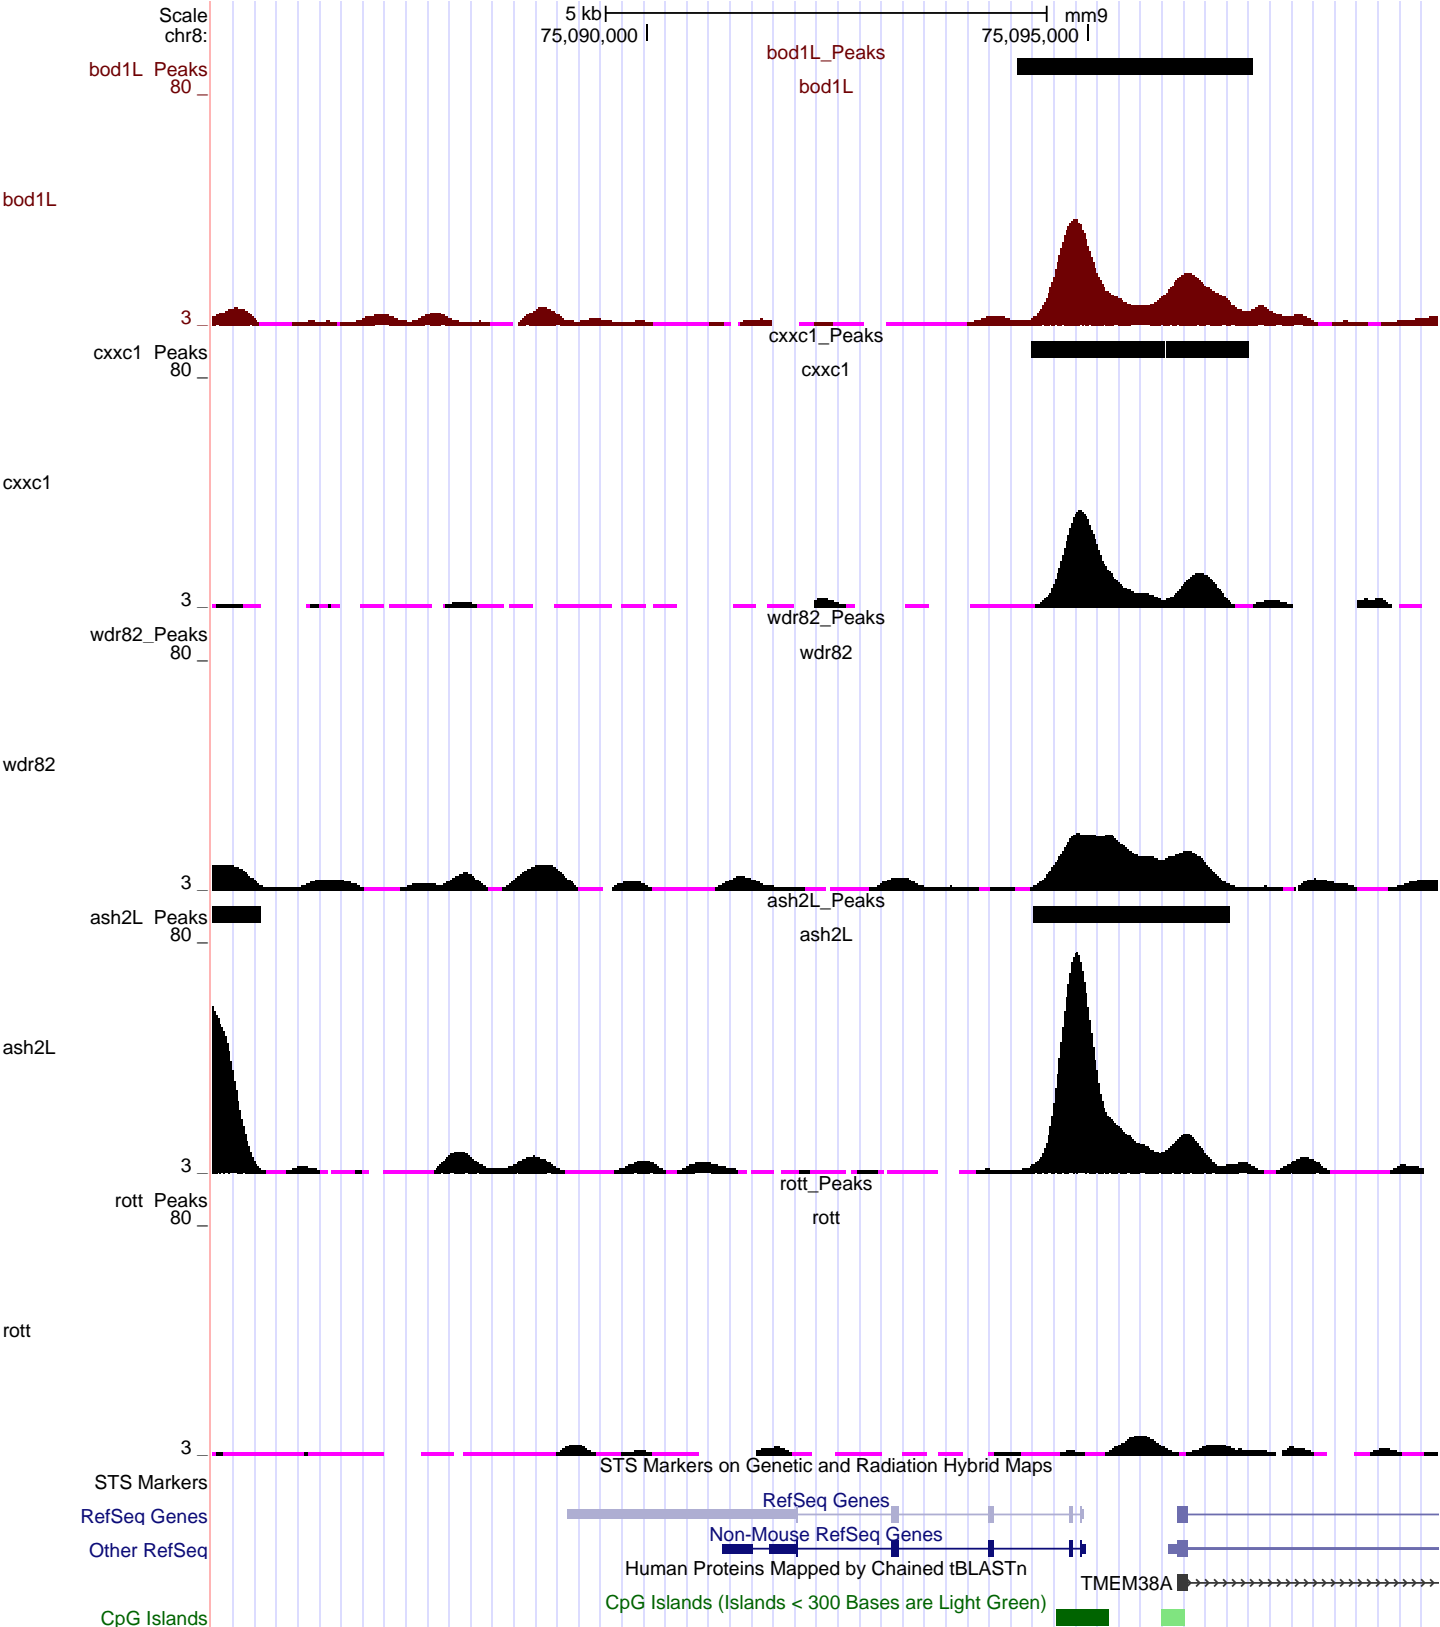 Scale 5 kb mm9
chr8: 75,090,000 75,095,000
bod1L_Peaks
bod1L Peaks
80 _ bod1L
bod1L
3 _
cxxc1_Peaks
cxxc1 Peaks
80 _ cxxc1
cxxc1
3 _
wdr82_Peaks
wdr82_Peaks
80 _ wdr82
wdr82
3 _
ash2L_Peaks
ash2L Peaks
80 _ ash2L
ash2L
3 _
rott_Peaks
rott Peaks
80 _ rott
rott
3 _
STS Markers on Genetic and Radiation Hybrid Maps
STS Markers
RefSeq Genes
RefSeq Genes
Non-Mouse RefSeq Genes
Other RefSeq
Human Proteins Mapped by Chained tBLASTn
TMEM38A
CpG Islands (Islands < 300 Bases are Light Green)
CpG Islands